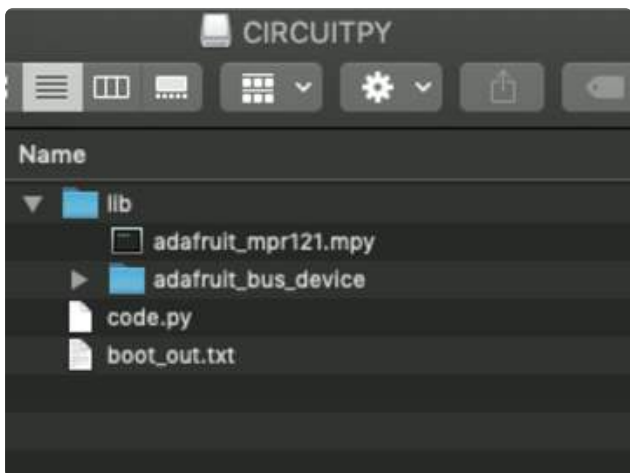 CIRCUITPY
Name
lib
adafruit_mpr121.mpy
adafruit_bus_device
code.py
boot_out.txt